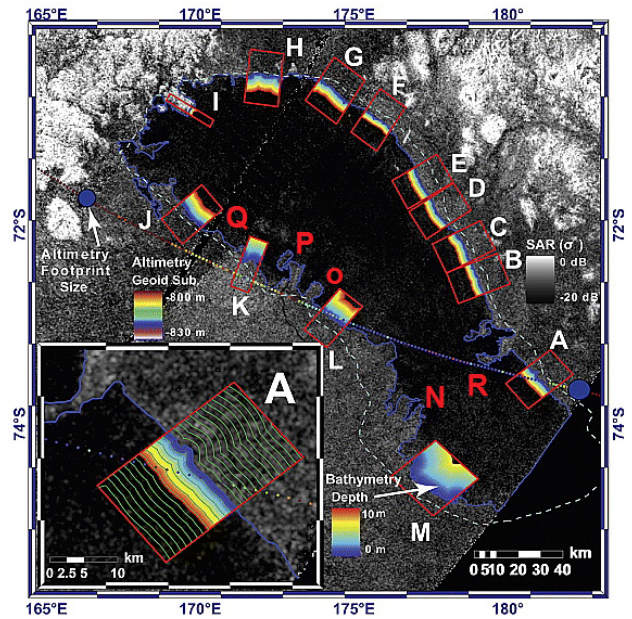 165°E 170°E 175°E 180°
H
G
F
I
E
D
C
B
J
Q
P
O
K
L
72°S
72°S
Altimetry
Footprint
Size
Altimetry
Geoid Sub.
-800 m
-830 m
SAR (σ°)
0 dB
-20 dB
A
R
N
74°S
74°S
A
km
0 2.5 5 10
Bathymetry
Depth
10 m
0 m
M
km
0 5 10 20 30 40
165°E 170°E 175°E 180°